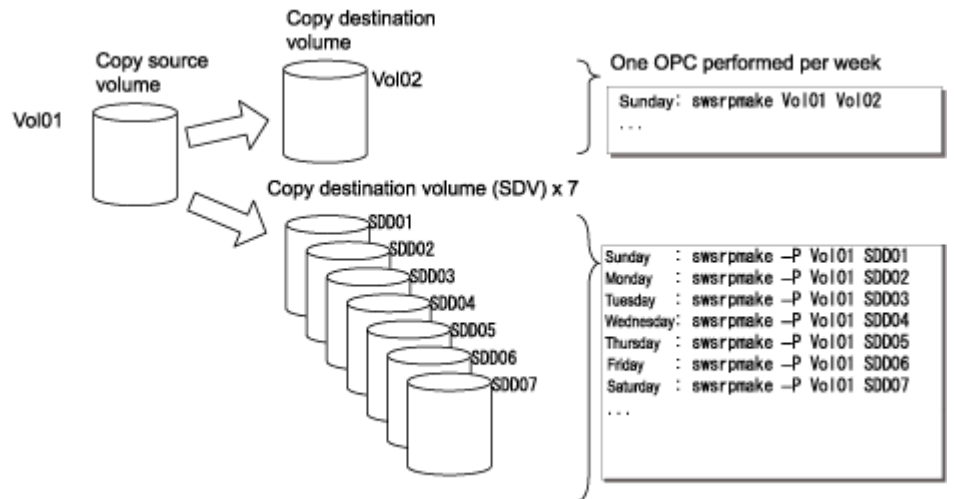 Copy destination
volume
Copy source
volume
Vol01
Vol02
One OPC performed per week
Sunday: swsrpmake Vol01 Vol02
...
Copy destination volume (SDV) x 7
SDD01
SDD02
SDD03
SDD04
SDD05
SDD06
SDD07
Sunday : swsrpmake –P Vol01 SDD01
Monday : swsrpmake –P Vol01 SDD02
Tuesday : swsrpmake –P Vol01 SDD03
Wednesday: swsrpmake –P Vol01 SDD04
Thursday : swsrpmake –P Vol01 SDD05
Friday : swsrpmake –P Vol01 SDD06
Saturday : swsrpmake –P Vol01 SDD07
...